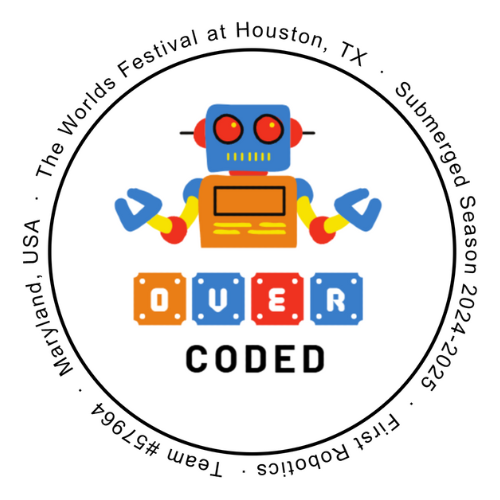 The Worlds Festival at Houston, TX · Submerged Season 2024-2025 · First Robotics · Team #57964 · Maryland, USA ·
OVER
CODED